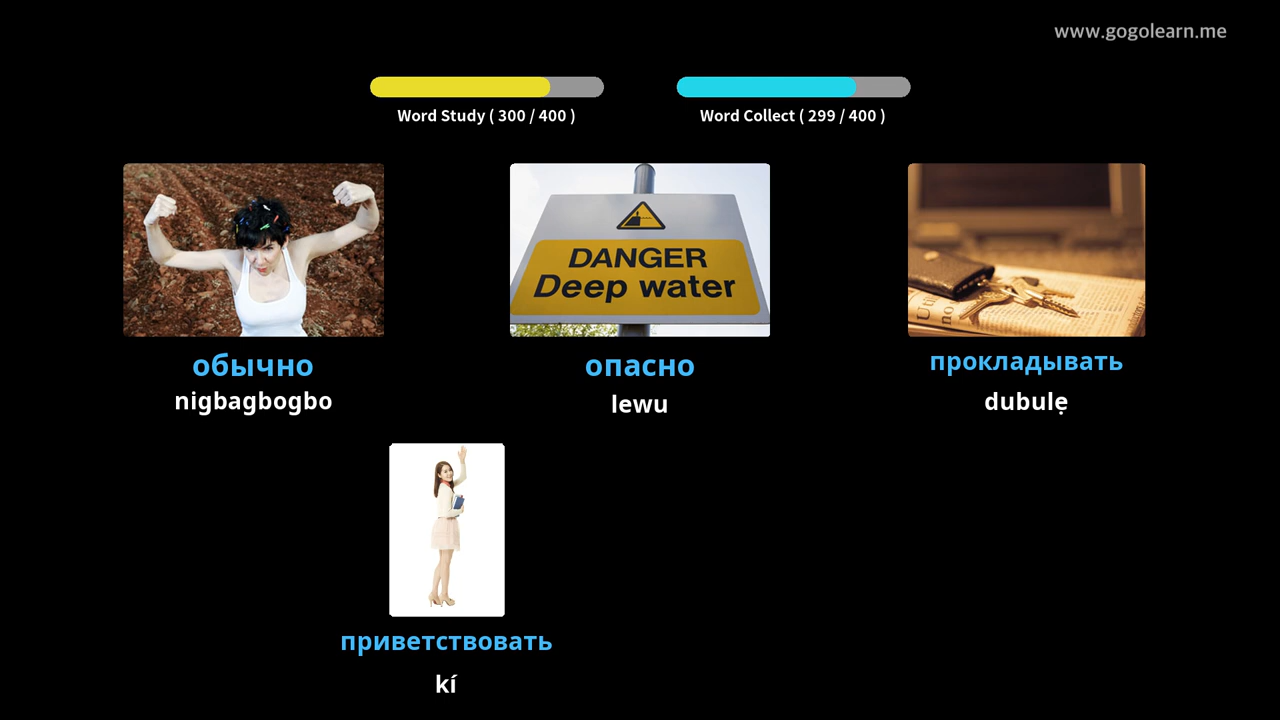 www.gogolearn.me
Word Study ( 300 / 400 )
Word Collect ( 299 / 400 )
DANGER
Deep water
обычно
nigbagbogbo
опасно
lewu
прокладывать
dubulẹ
приветствовать
kí